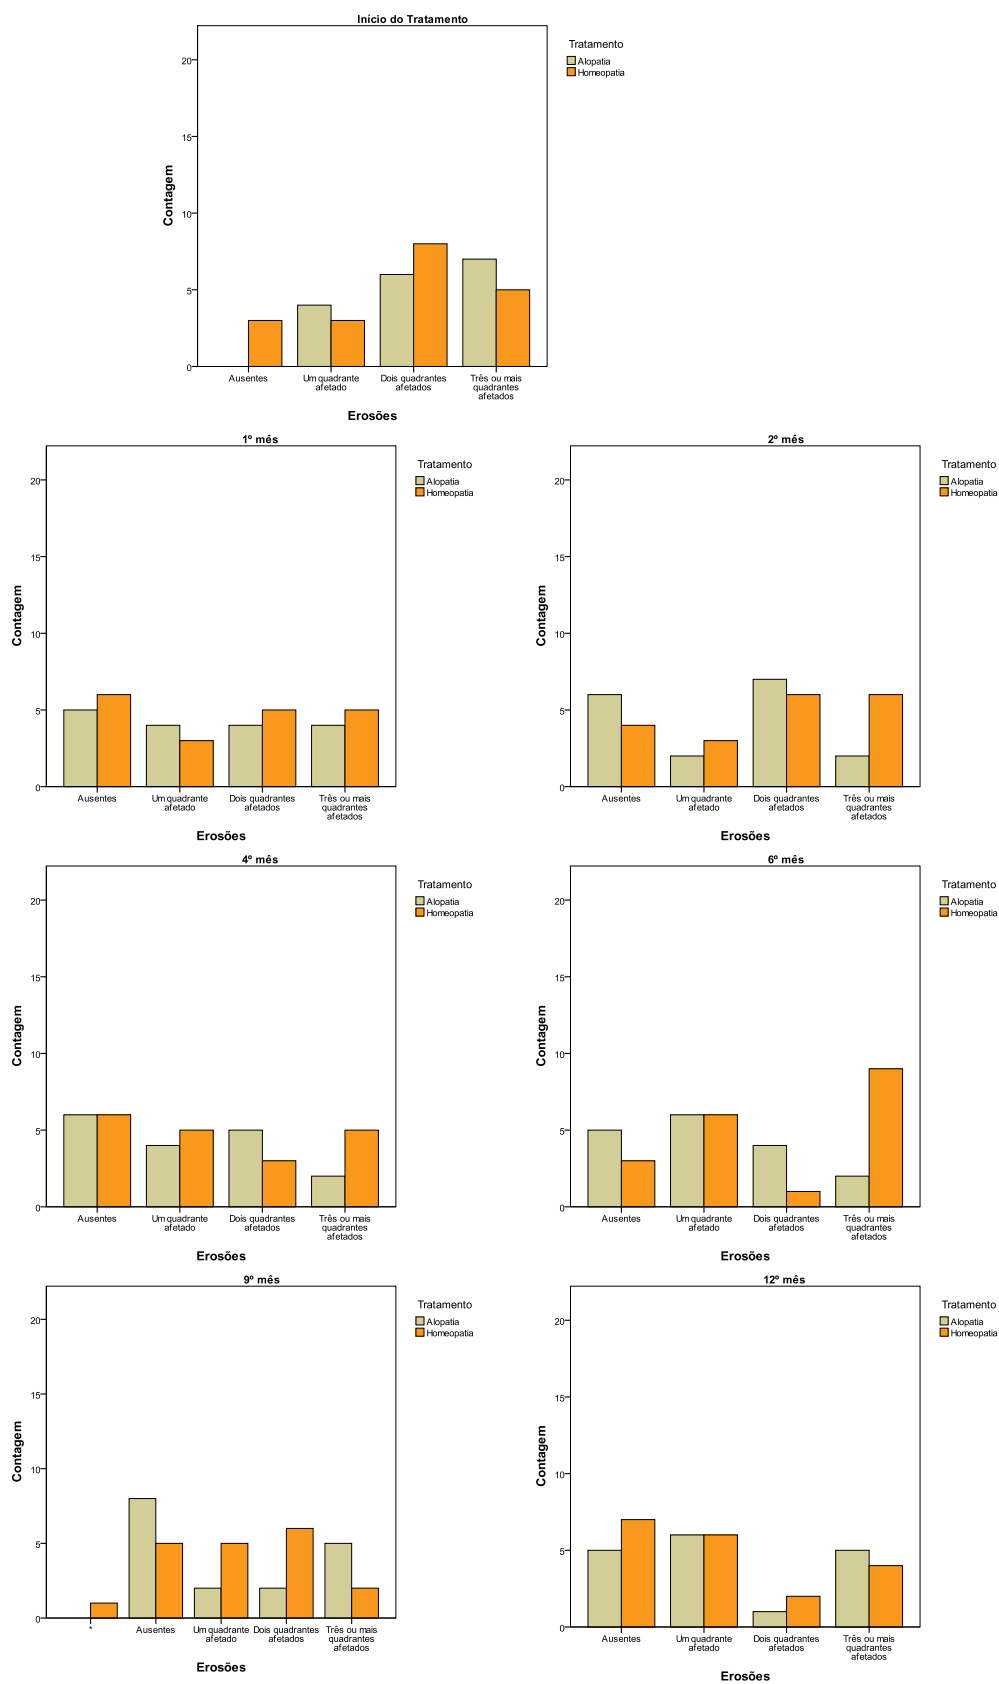 Início do Tratamento
Tratamento
Alopatia
Homeopatia
20
15
10
5
0
Contagem
Ausentes
Um quadrante
afetado
Dois quadrantes
afetados
Três ou mais
quadrantes
afetados
Erosões
1º mês
Tratamento
Alopatia
Homeopatia
20
15
10
5
0
Contagem
Ausentes
Um quadrante
afetado
Dois quadrantes
afetados
Três ou mais
quadrantes
afetados
Erosões
2º mês
Tratamento
Alopatia
Homeopatia
20
15
10
5
0
Contagem
Ausentes
Um quadrante
afetado
Dois quadrantes
afetados
Três ou mais
quadrantes
afetados
Erosões
4º mês
Tratamento
Alopatia
Homeopatia
20
15
10
5
0
Contagem
Ausentes
Um quadrante
afetado
Dois quadrantes
afetados
Três ou mais
quadrantes
afetados
Erosões
6º mês
Tratamento
Alopatia
Homeopatia
20
15
10
5
0
Contagem
Ausentes
Um quadrante
afetado
Dois quadrantes
afetados
Três ou mais
quadrantes
afetados
Erosões
9º mês
Tratamento
Alopatia
Homeopatia
20
15
10
5
0
Contagem
*
Ausentes
Um quadrante
afetado
Dois quadrantes
afetados
Três ou mais
quadrantes
afetados
Erosões
12º mês
Tratamento
Alopatia
Homeopatia
20
15
10
5
0
Contagem
Ausentes
Um quadrante
afetado
Dois quadrantes
afetados
Três ou mais
quadrantes
afetados
Erosões